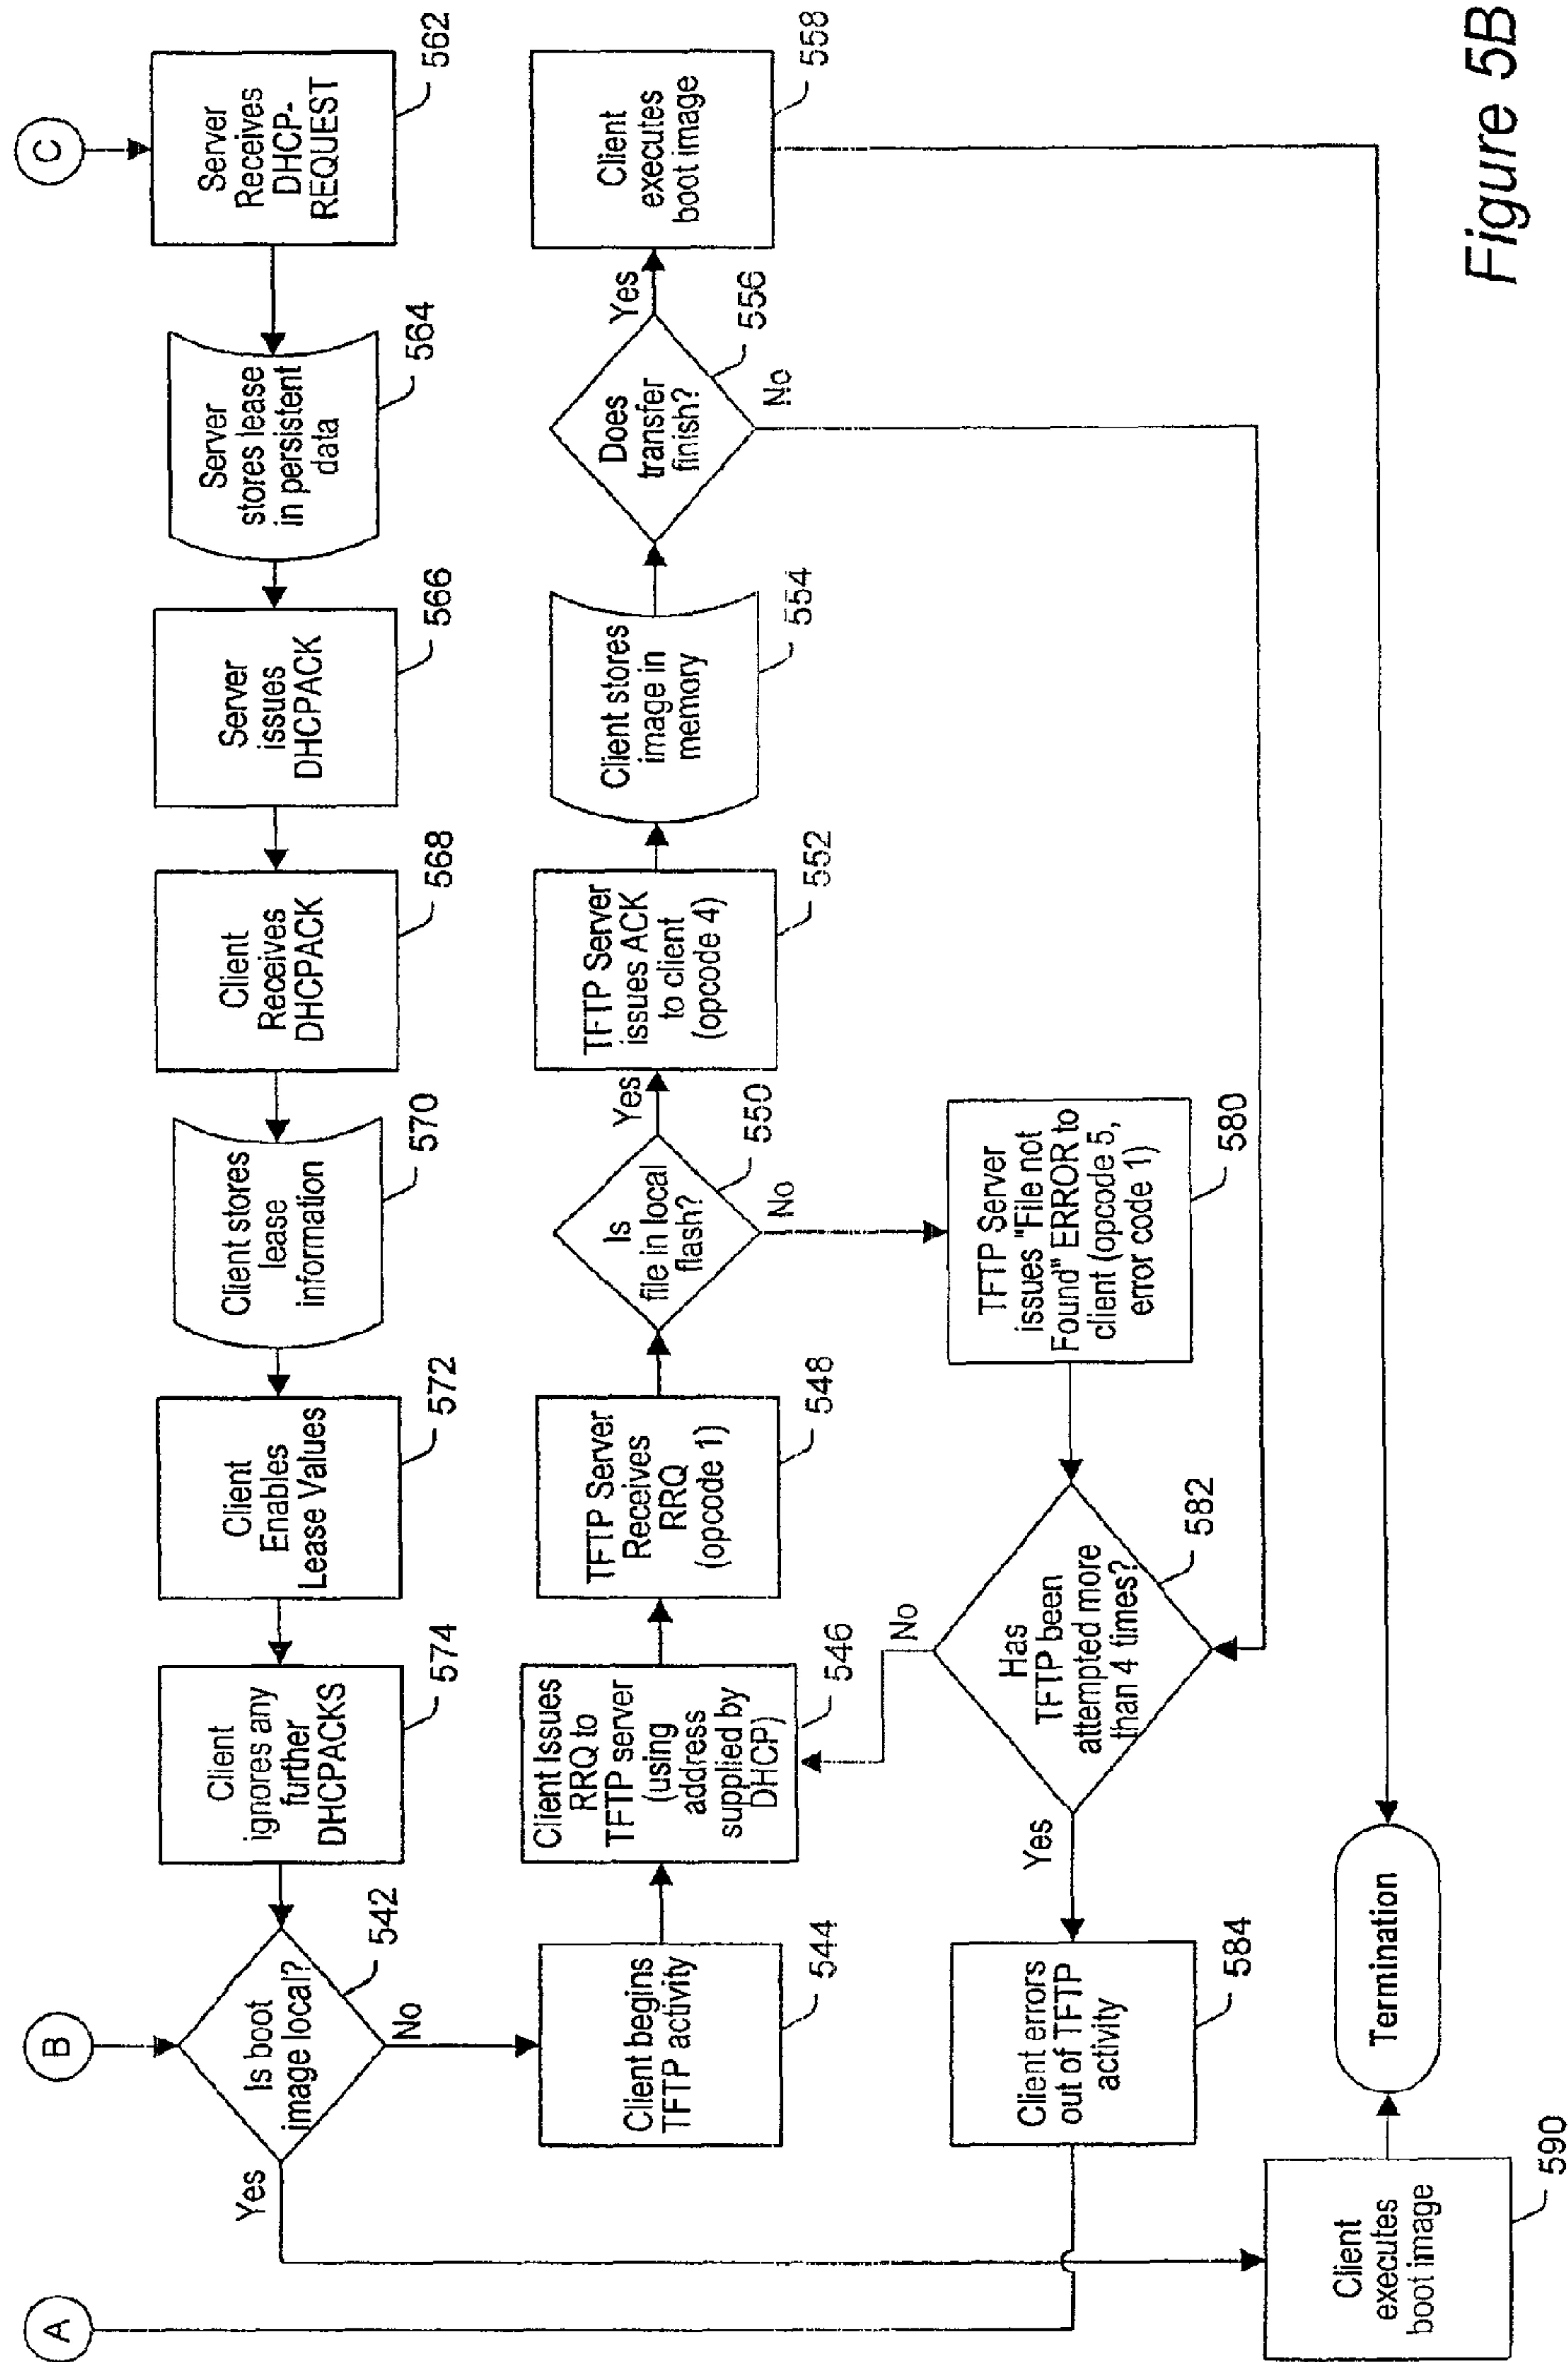 A
B
C
Is boot
image local?
542
Yes
No
Client
ignores any
further
DHCPACKS
574
Client
Enables
Lease Values
572
Client stores
lease
information
570
Client
Receives
DHCPACK
568
Server
issues
DHCPACK
566
Server
stores lease
in persistent
data
564
Server
Receives
DHCP-
REQUEST
562
Client begins
TFTP activity
544
Client Issues
RRQ to
TFTP server
(using
address
supplied by
DHCP)
546
TFTP Server
Receives
RRQ
(opcode 1)
548
Is
file in local
flash?
550
Yes
No
TFTP Server
issues ACK
to client
(opcode 4)
552
Client stores
image in
memory
554
Does
transfer
finish?
556
Yes
No
Client
executes
boot image
558
Client errors
out of TFTP
activity
584
Yes
Has
TFTP been
attempted more
than 4 times?
582
No
TFTP Server
issues "File not
Found" ERROR to
client (opcode 5,
error code 1)
580
Client
executes
boot image
590
Termination
Figure 5B